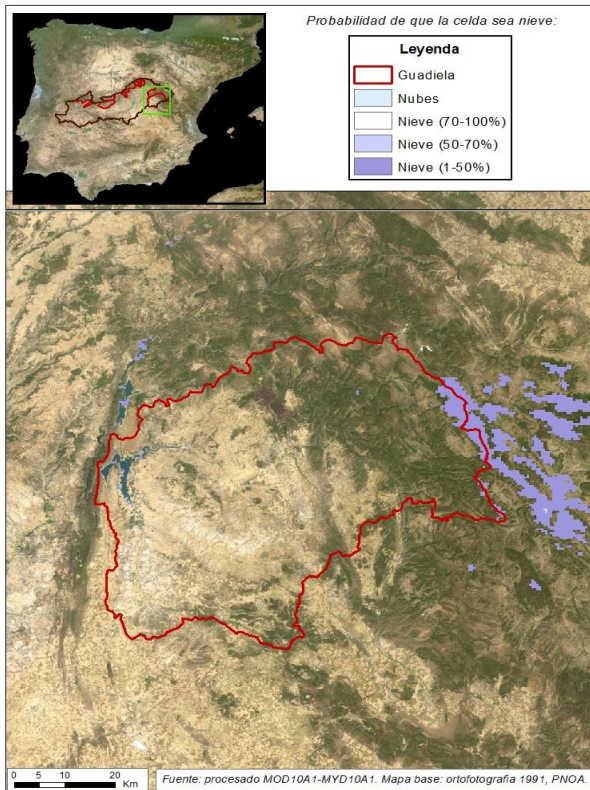 Probabilidad de que la celda sea nieve:
Leyenda
Guadiela
Nubes
Nieve (70-100%)
Nieve (50-70%)
Nieve (1-50%)
0 5 10 20
Km
Fuente: procesado MOD10A1-MYD10A1. Mapa base: ortofotografia 1991, PNOA.